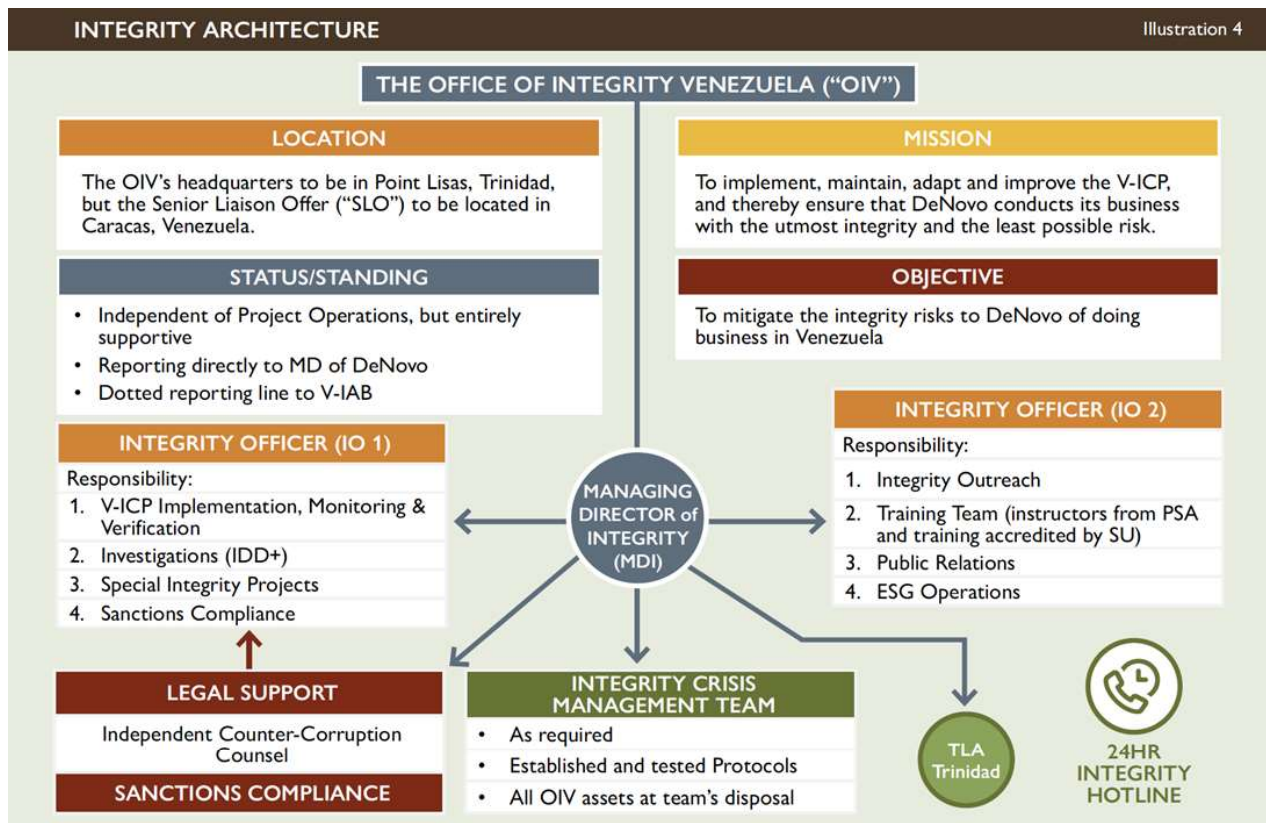 INTEGRITY ARCHITECTURE
Illustration 4
THE OFFICE OF INTEGRITY VENEZUELA (“OIV”)
LOCATION
The OIV’s headquarters to be in Point Lisas, Trinidad,
but the Senior Liaison Offer (“SLO”) to be located in
Caracas, Venezuela.
MISSION
To implement, maintain, adapt and improve the V-ICP,
and thereby ensure that DeNovo conducts its business
with the utmost integrity and the least possible risk.
STATUS/STANDING
• Independent of Project Operations, but entirely
supportive
• Reporting directly to MD of DeNovo
• Dotted reporting line to V-IAB
OBJECTIVE
To mitigate the integrity risks to DeNovo of doing
business in Venezuela
INTEGRITY OFFICER (IO 1)
Responsibility:
1. V-ICP Implementation, Monitoring &
Verification
2. Investigations (IDD+)
3. Special Integrity Projects
4. Sanctions Compliance
MANAGING
DIRECTOR of
INTEGRITY
(MDI)
INTEGRITY OFFICER (IO 2)
Responsibility:
1. Integrity Outreach
2. Training Team (instructors from PSA
and training accredited by SU)
3. Public Relations
4. ESG Operations
LEGAL SUPPORT
Independent Counter-Corruption
Counsel
SANCTIONS COMPLIANCE
INTEGRITY CRISIS
MANAGEMENT TEAM
• As required
• Established and tested Protocols
• All OIV assets at team’s disposal
TLA
Trinidad
24HR
INTEGRITY
HOTLINE